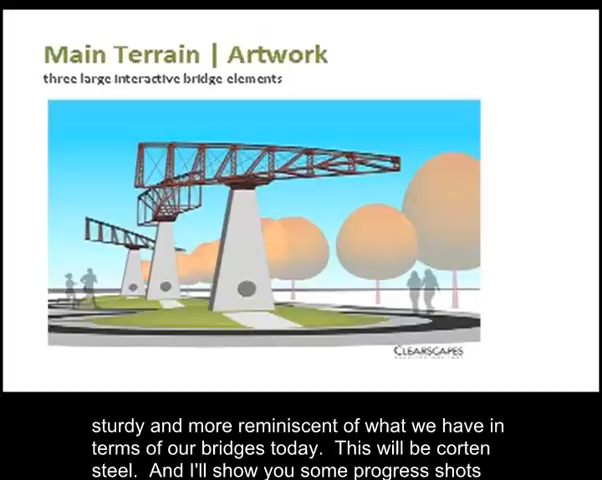 Main Terrain | Artwork
three large interactive bridge elements
CLEARSCAPES
sturdy and more reminiscent of what we have in
terms of our bridges today.  This will be corten
steel.  And I'll show you some progress shots